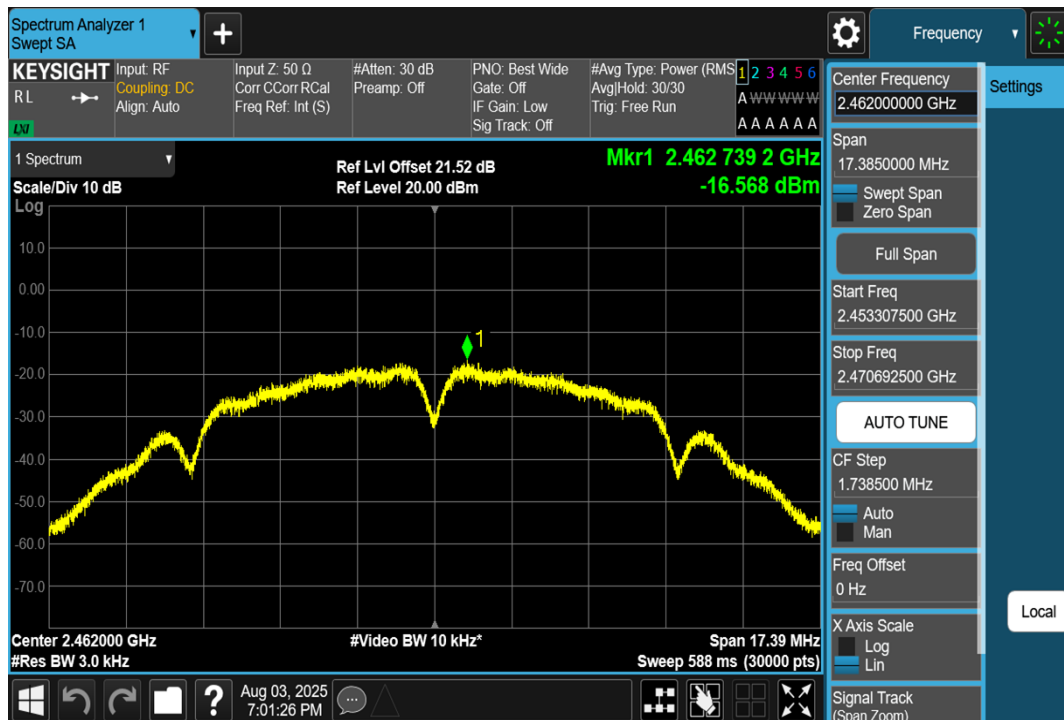 Spectrum Analyzer 1
Swept SA
+
Frequency
KEYSIGHT
RL
LXI
Input: RF
Coupling: DC
Align: Auto
Input Z: 50 Ω
Corr CCorr RCal
Freq Ref: Int (S)
#Atten: 30 dB
Preamp: Off
PNO: Best Wide
Gate: Off
IF Gain: Low
Sig Track: Off
#Avg Type: Power (RMS
Avg|Hold: 30/30
Trig: Free Run
1 2 3 4 5 6
A W W W W W
A A A A A A
1 Spectrum
Scale/Div 10 dB
Log
Ref Lvl Offset 21.52 dB
Ref Level 20.00 dBm
Mkr1 2.462 739 2 GHz
-16.568 dBm
10.0
0.00
-10.0
-20.0
-30.0
-40.0
-50.0
-60.0
-70.0
1
Center 2.462000 GHz
#Res BW 3.0 kHz
#Video BW 10 kHz*
Span 17.39 MHz
Sweep 588 ms (30000 pts)
Center Frequency
2.462000000 GHz
Settings
Span
17.3850000 MHz
Swept Span
Zero Span
Full Span
Start Freq
2.453307500 GHz
Stop Freq
2.470692500 GHz
AUTO TUNE
CF Step
1.738500 MHz
Auto
Man
Freq Offset
0 Hz
X Axis Scale
Log
Lin
Local
Signal Track
(Span Zoom)
?
Aug 03, 2025
7:01:26 PM